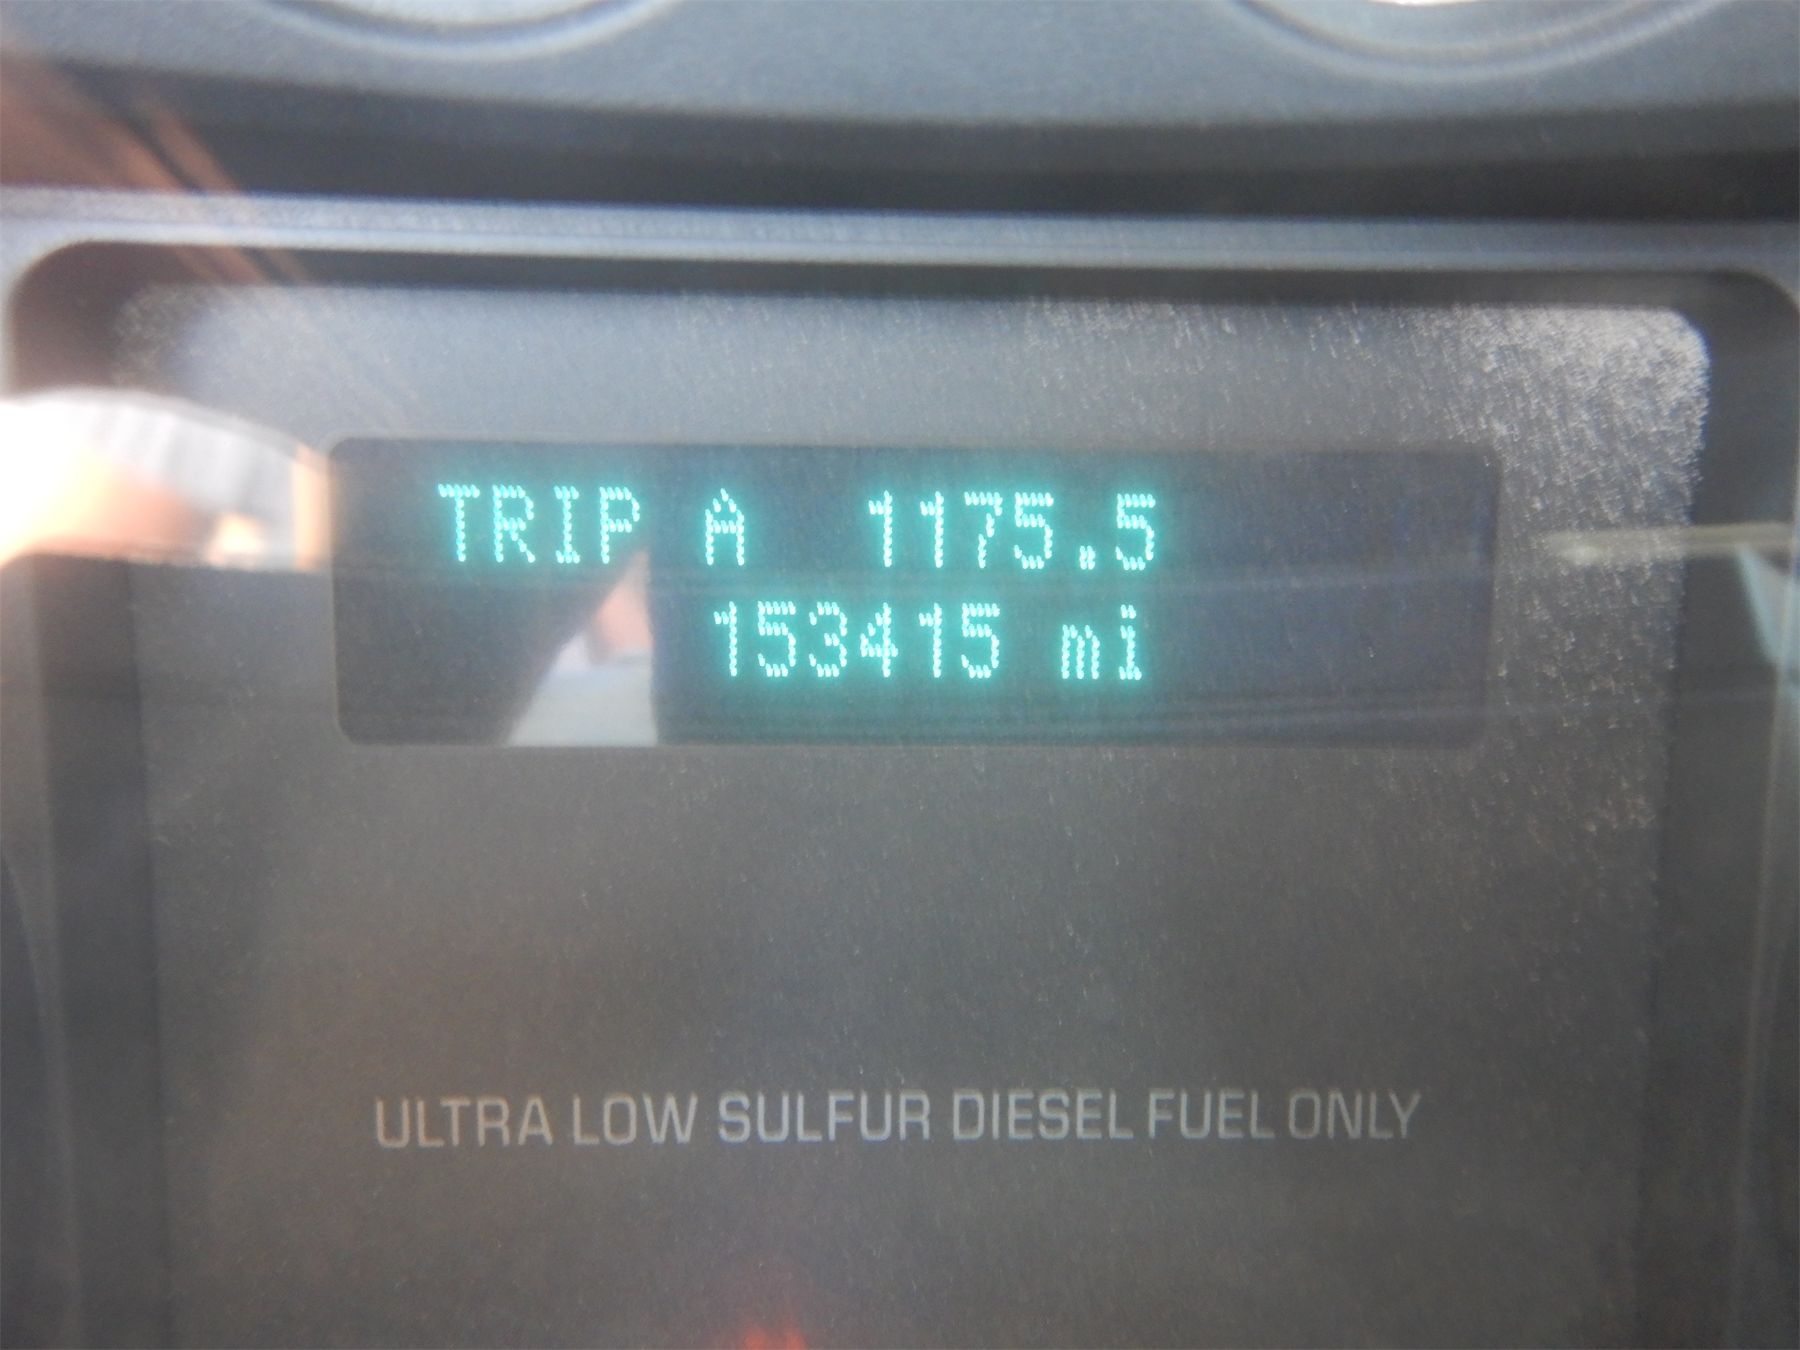 TRIP A 1175.5
153415 mi
ULTRA LOW SULFUR DIESEL FUEL ONLY